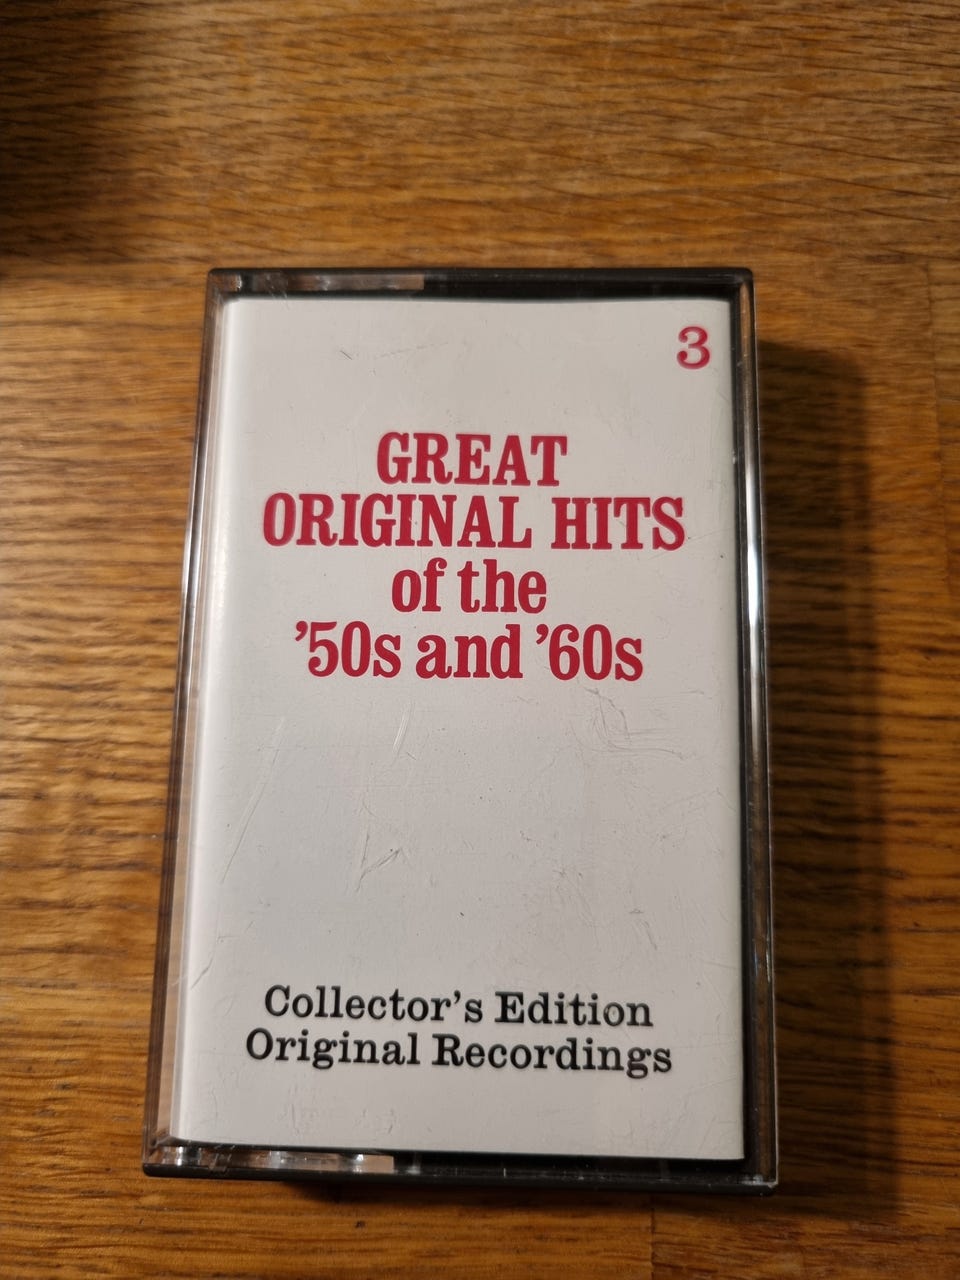 3
GREAT
ORIGINAL HITS
of the
’50s and ’60s
Collector’s Edition
Original Recordings